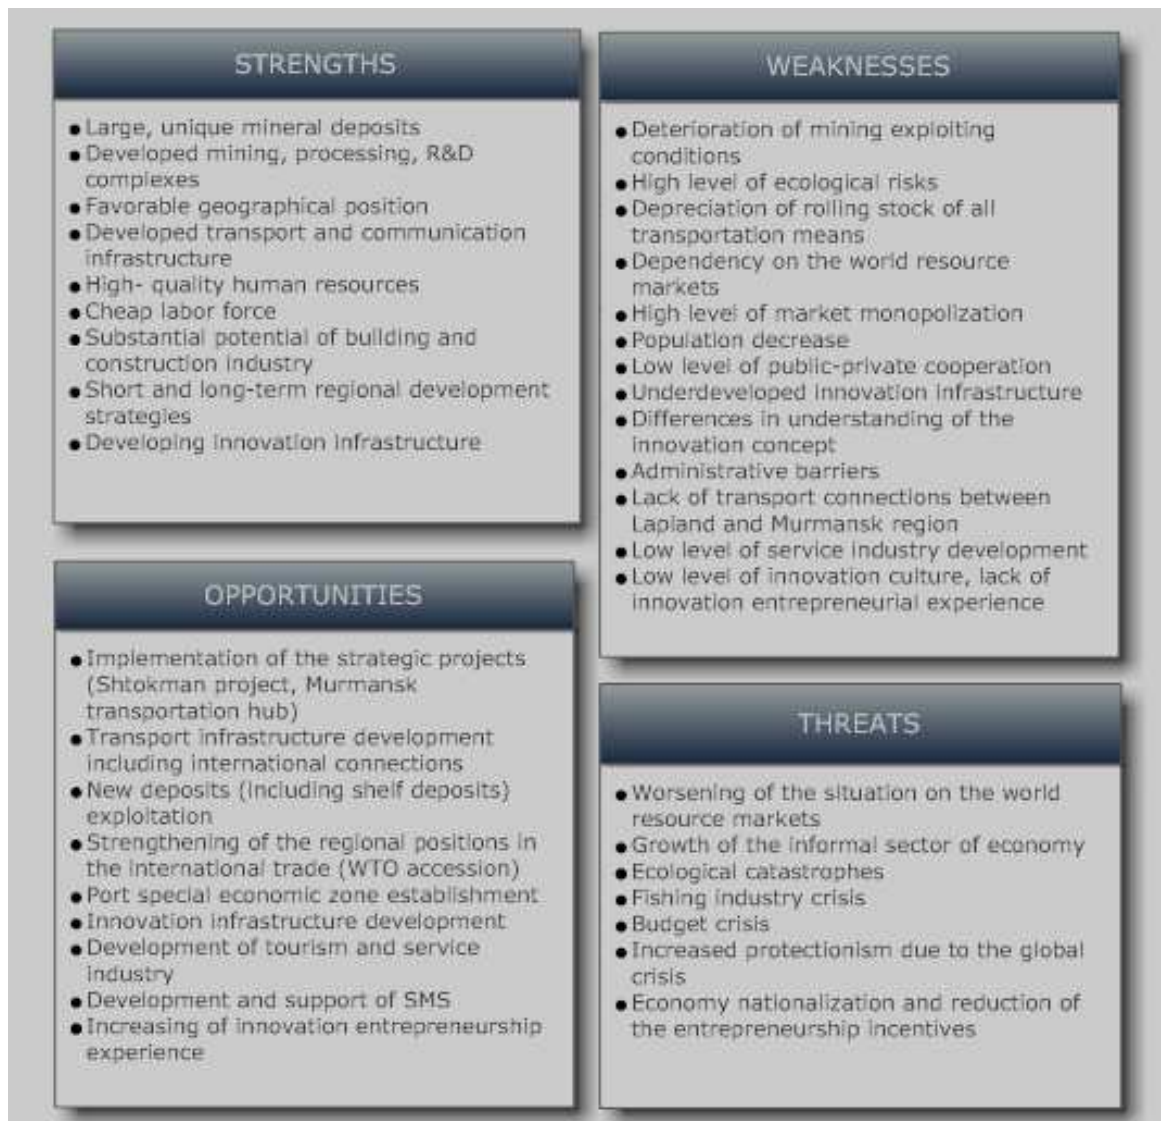 STRENGTHS
● Large, unique mineral deposits
● Developed mining, processing, R&D
complexes
● Favorable geographical position
● Developed transport and communication
infrastructure
● High- quality human resources
● Cheap labor force
● Substantial potential of building and
construction industry
● Short and long-term regional development
strategies
● Developing innovation infrastructure
WEAKNESSES
● Deterioration of mining exploiting
conditions
● High level of ecological risks
● Depreciation of rolling stock of all
transportation means
● Dependency on the world resource
markets
● High level of market monopolization
● Population decrease
● Low level of public-private cooperation
● Underdeveloped innovation infrastructure
● Differences in understanding of the
innovation concept
● Administrative barriers
● Lack of transport connections between
Lapland and Murmansk region
● Low level of service industry development
● Low level of innovation culture, lack of
innovation entrepreneurial experience
OPPORTUNITIES
● Implementation of the strategic projects
(Shtokman project, Murmansk
transportation hub)
● Transport infrastructure development
including international connections
● New deposits (including shelf deposits)
exploitation
● Strengthening of the regional positions in
the international trade (WTO accession)
● Port special economic zone establishment
● Innovation infrastructure development
● Development of tourism and service
industry
● Development and support of SMS
● Increasing of innovation entrepreneurship
experience
THREATS
● Worsening of the situation on the world
resource markets
● Growth of the informal sector of economy
● Ecological catastrophes
● Fishing industry crisis
● Budget crisis
● Increased protectionism due to the global
crisis
● Economy nationalization and reduction of
the entrepreneurship incentives